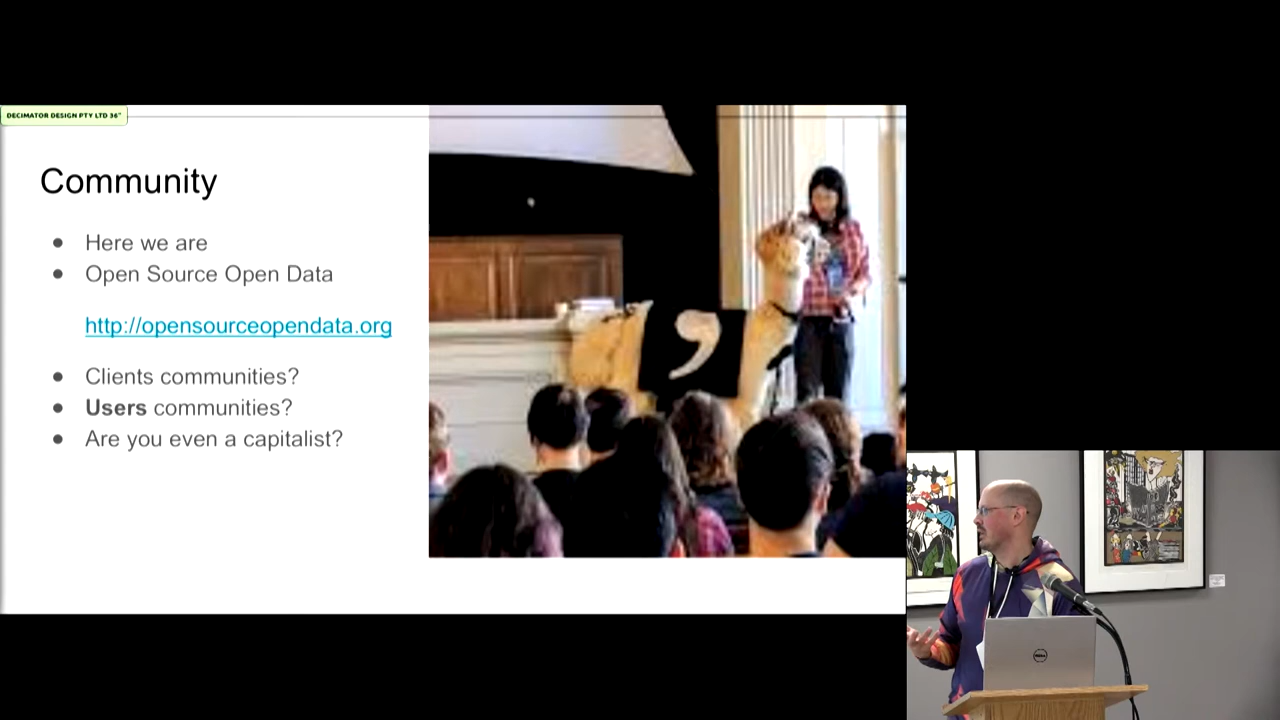 DECIMATOR DESIGN PTY LTD 36"
Community
Here we are
Open Source Open Data
http://opensourceopendata.org
Clients communities?
Users communities?
Are you even a capitalist?
,
DELL